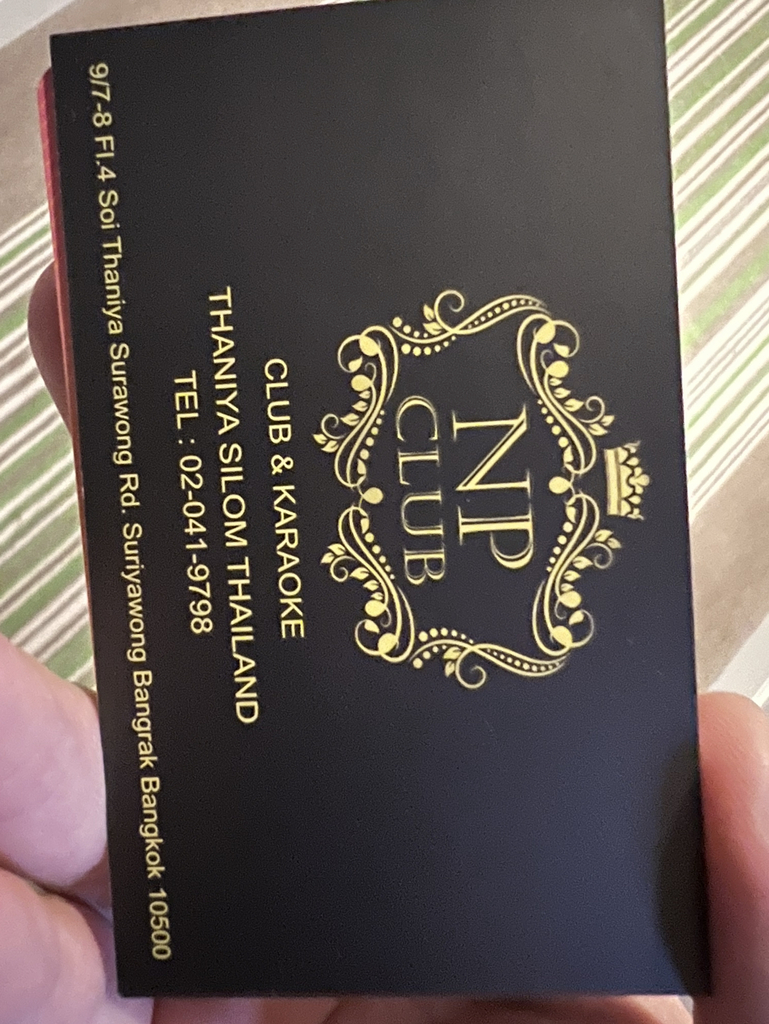 NP
CLUB
CLUB & KARAOKE
THANIYA SILOM THAILAND
TEL : 02-041-9798
9/7-8 Fl.4 Soi Thaniya Surawong Rd. Suriyawong Bangrak Bangkok 10500